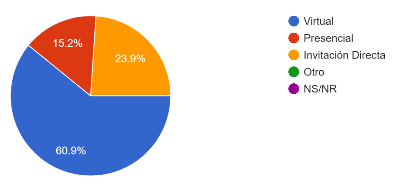 Virtual
Presencial
Invitación Directa
Otro
NS/NR
15.2%
23.9%
60.9%